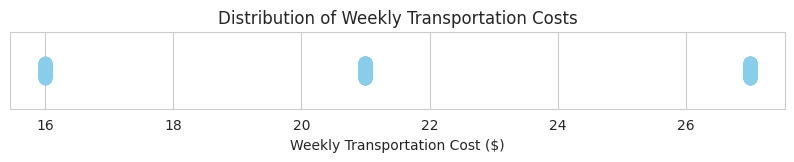 Distribution of Weekly Transportation Costs
16 18 20 22 24 26
Weekly Transportation Cost ($)